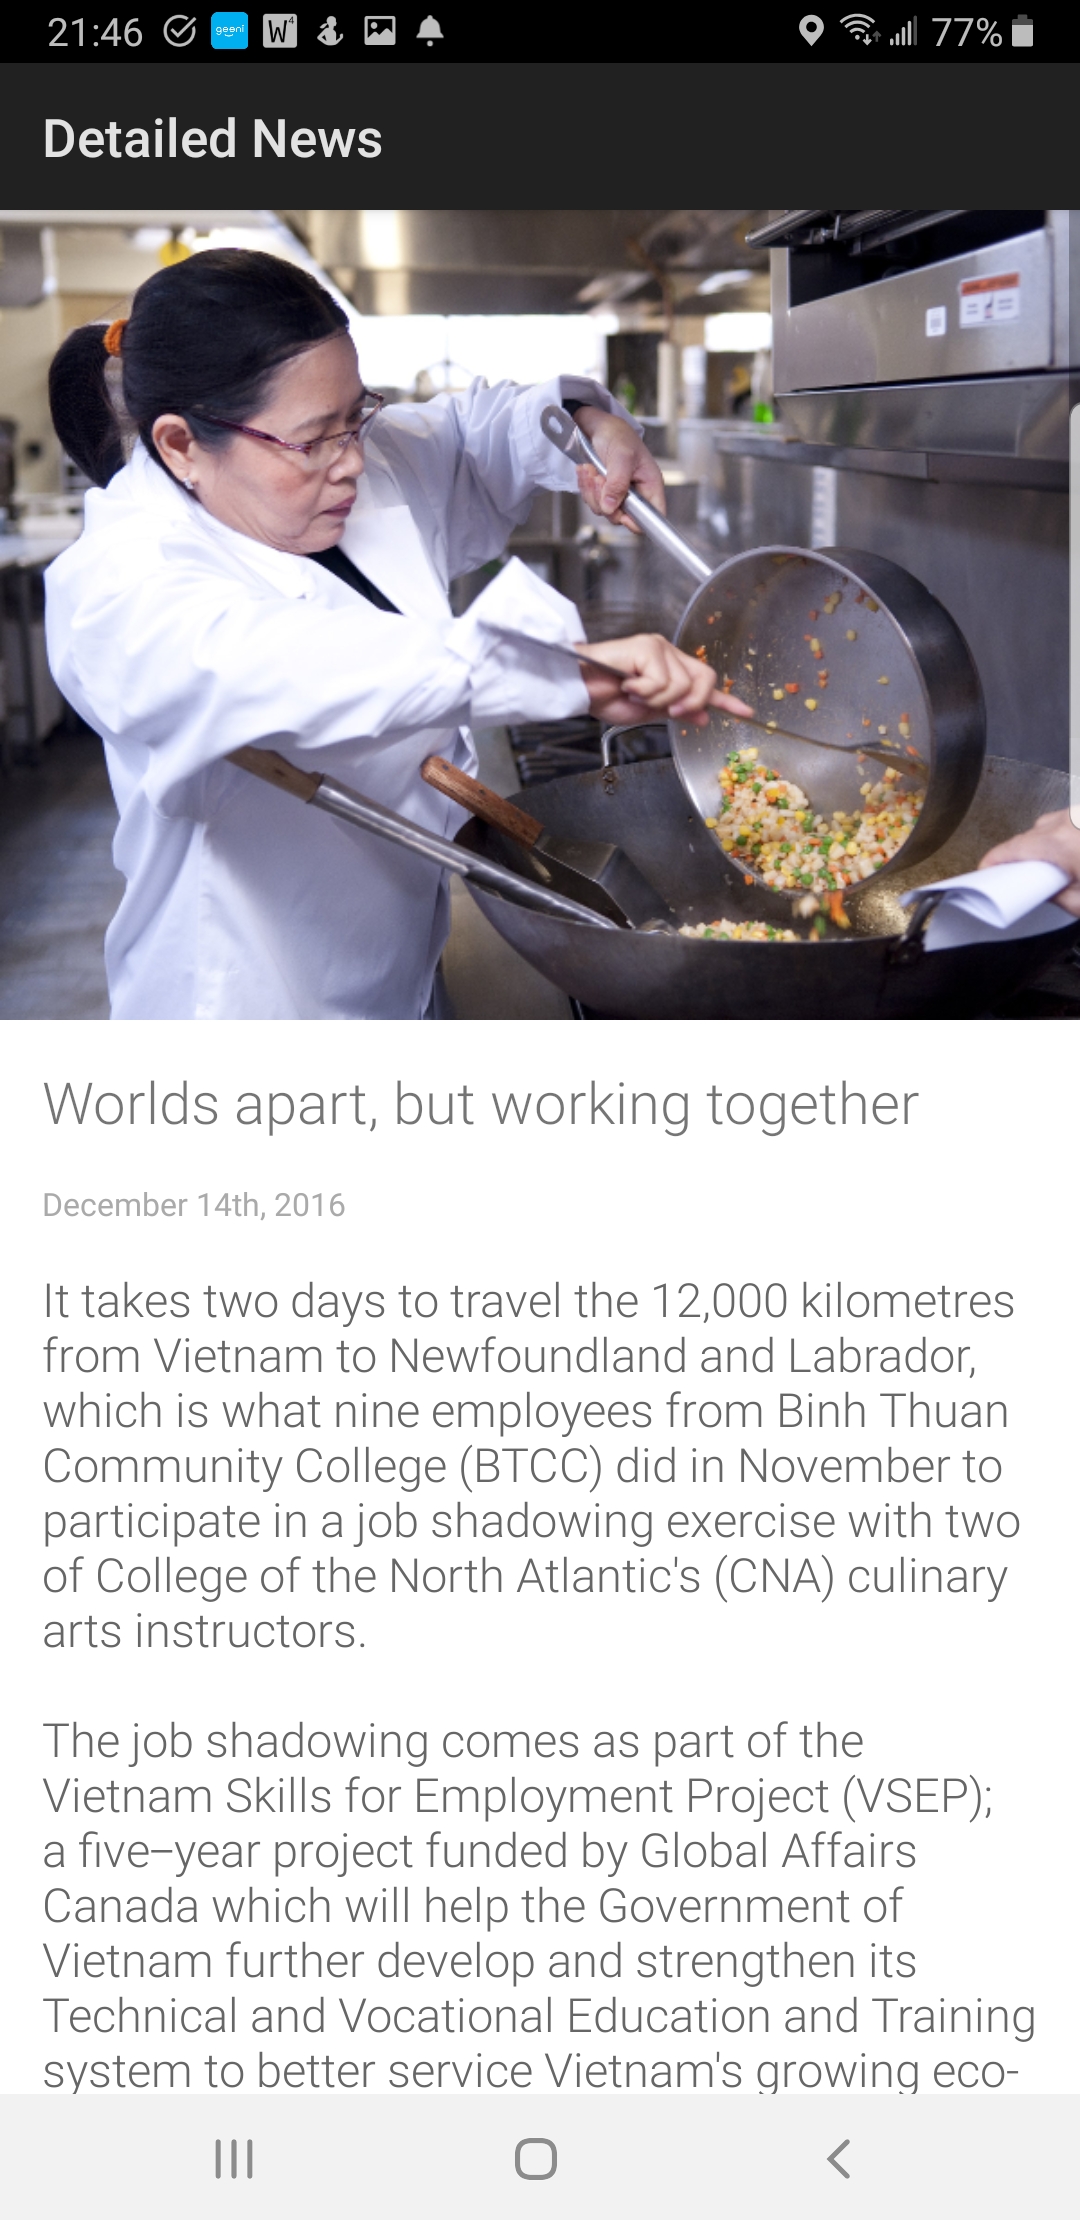 21:46
geeni
W4
77%
Detailed News
Worlds apart, but working together
December 14th, 2016
It takes two days to travel the 12,000 kilometres
from Vietnam to Newfoundland and Labrador,
which is what nine employees from Binh Thuan
Community College (BTCC) did in November to
participate in a job shadowing exercise with two
of College of the North Atlantic's (CNA) culinary
arts instructors.
The job shadowing comes as part of the
Vietnam Skills for Employment Project (VSEP);
a five–year project funded by Global Affairs
Canada which will help the Government of
Vietnam further develop and strengthen its
Technical and Vocational Education and Training
system to better service Vietnam's growing eco-